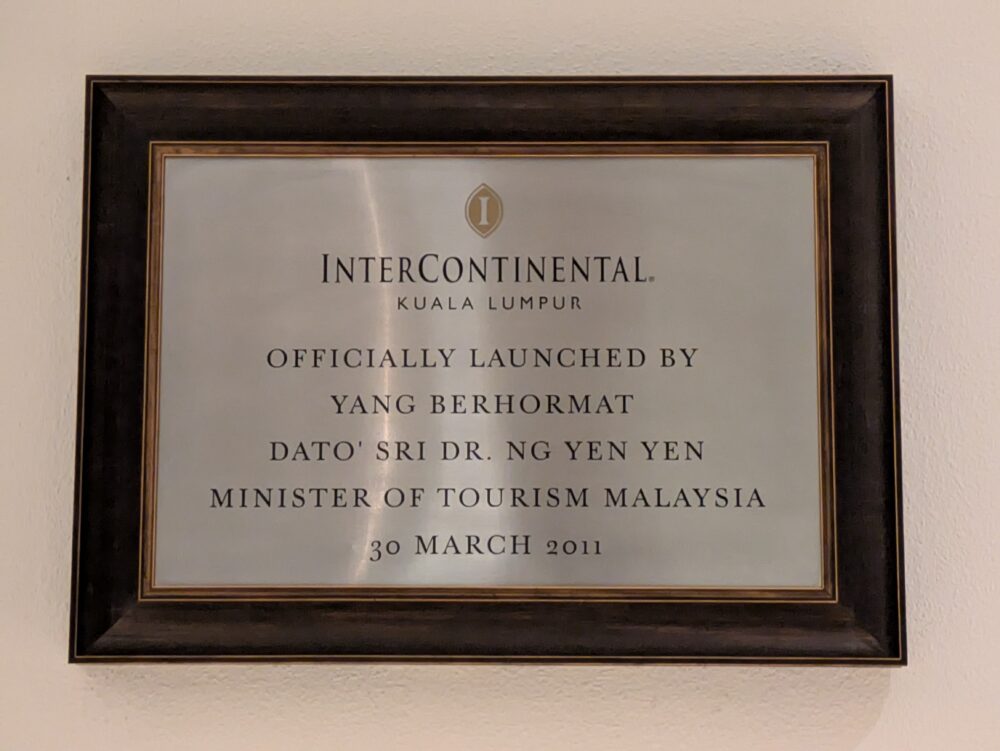 I
INTERCONTINENTAL®
KUALA LUMPUR
OFFICIALLY LAUNCHED BY
YANG BERHORMAT
DATO' SRI DR. NG YEN YEN
MINISTER OF TOURISM MALAYSIA
30 MARCH 2011